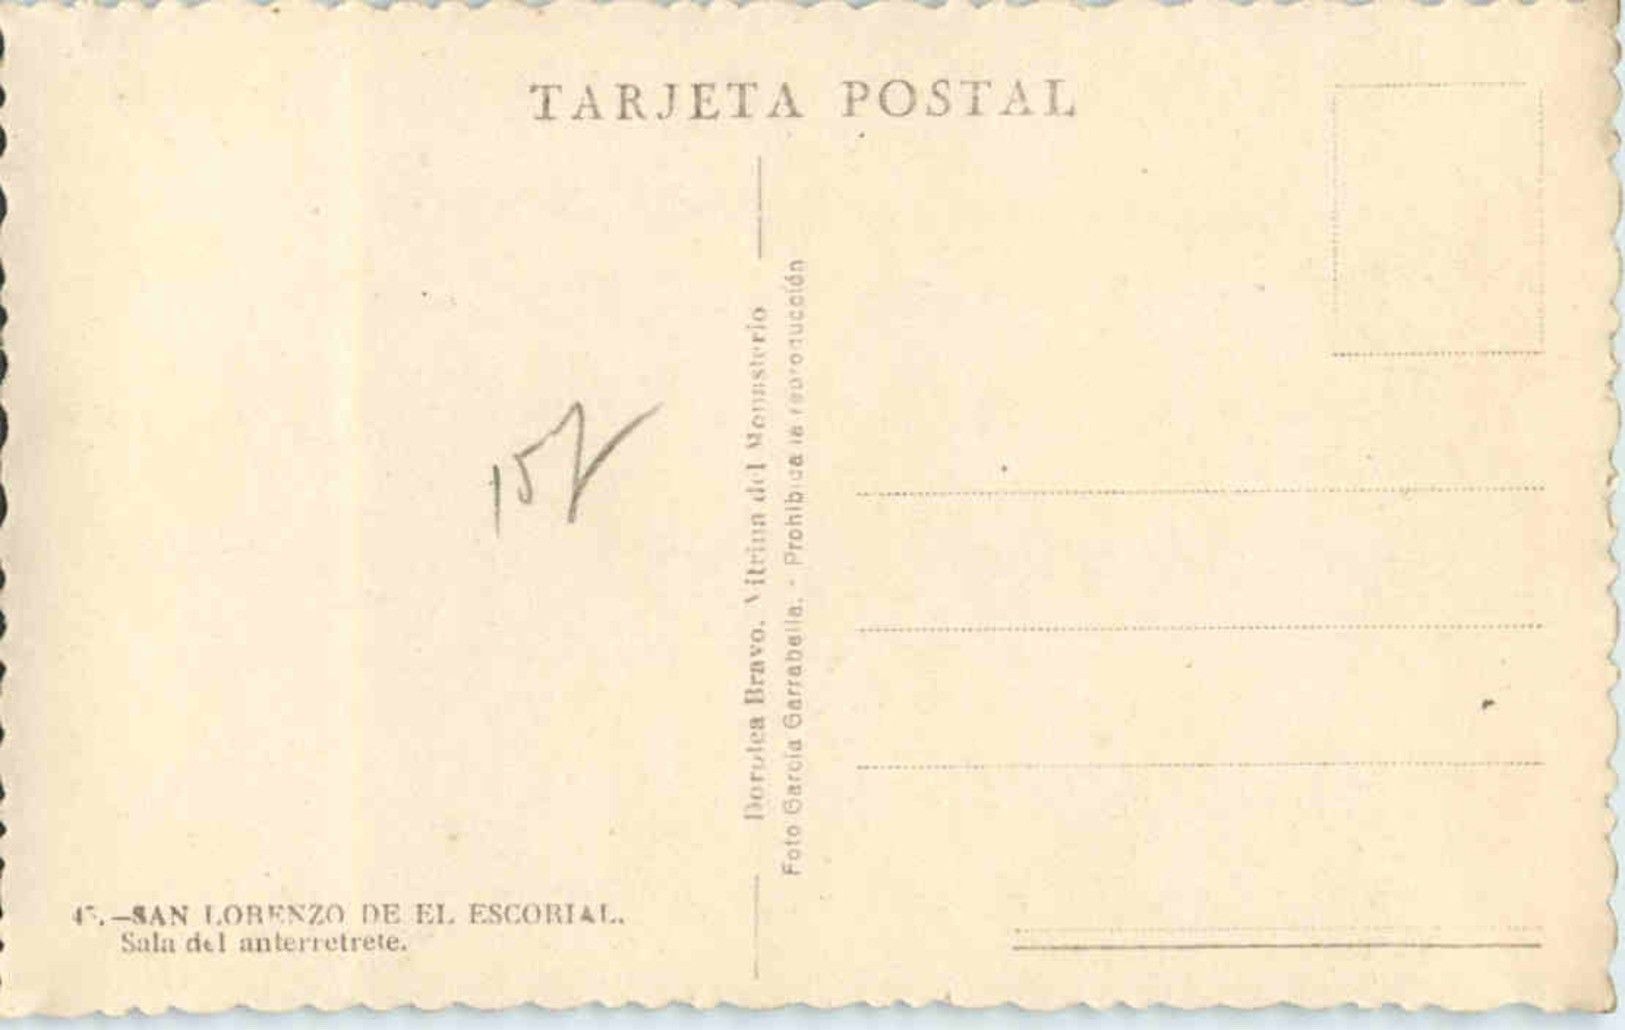 TARJETA POSTAL
Dorotea Bravo. Vitrina del Monasterio
Foto García Garrabella. - Prohibida la reproducción
SAN LORENZO DE EL ESCORIAL.
Sala del anterretrete.